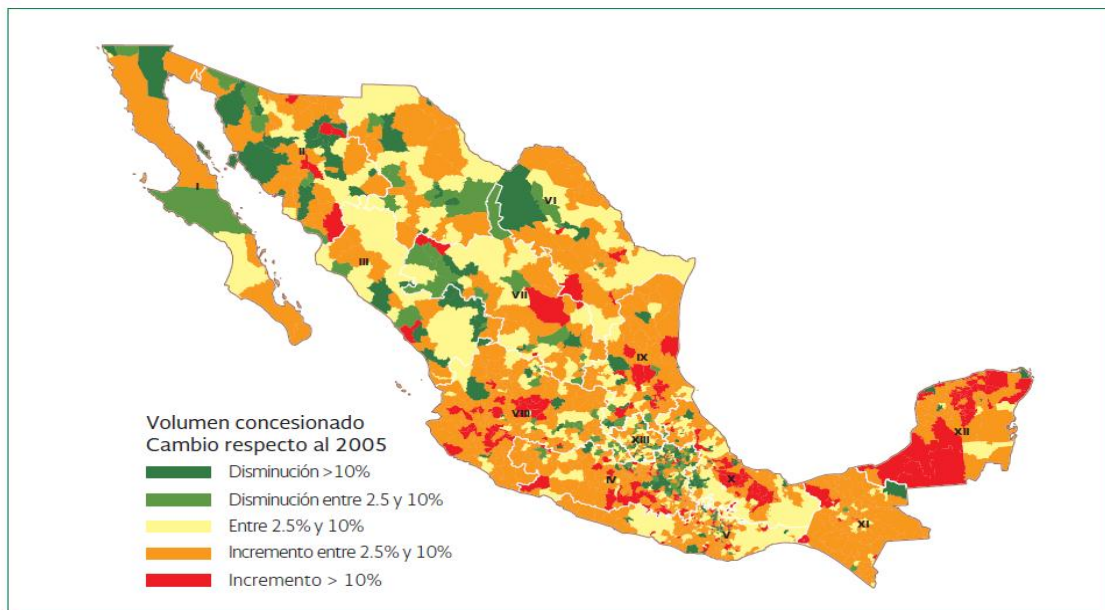 I
II
III
VI
VII
IX
VIII
XIII
XII
IV
X
V
XI
Volumen concesionado
Cambio respecto al 2005
Disminución >10%
Disminución entre 2.5 y 10%
Entre 2.5% y 10%
Incremento entre 2.5% y 10%
Incremento > 10%